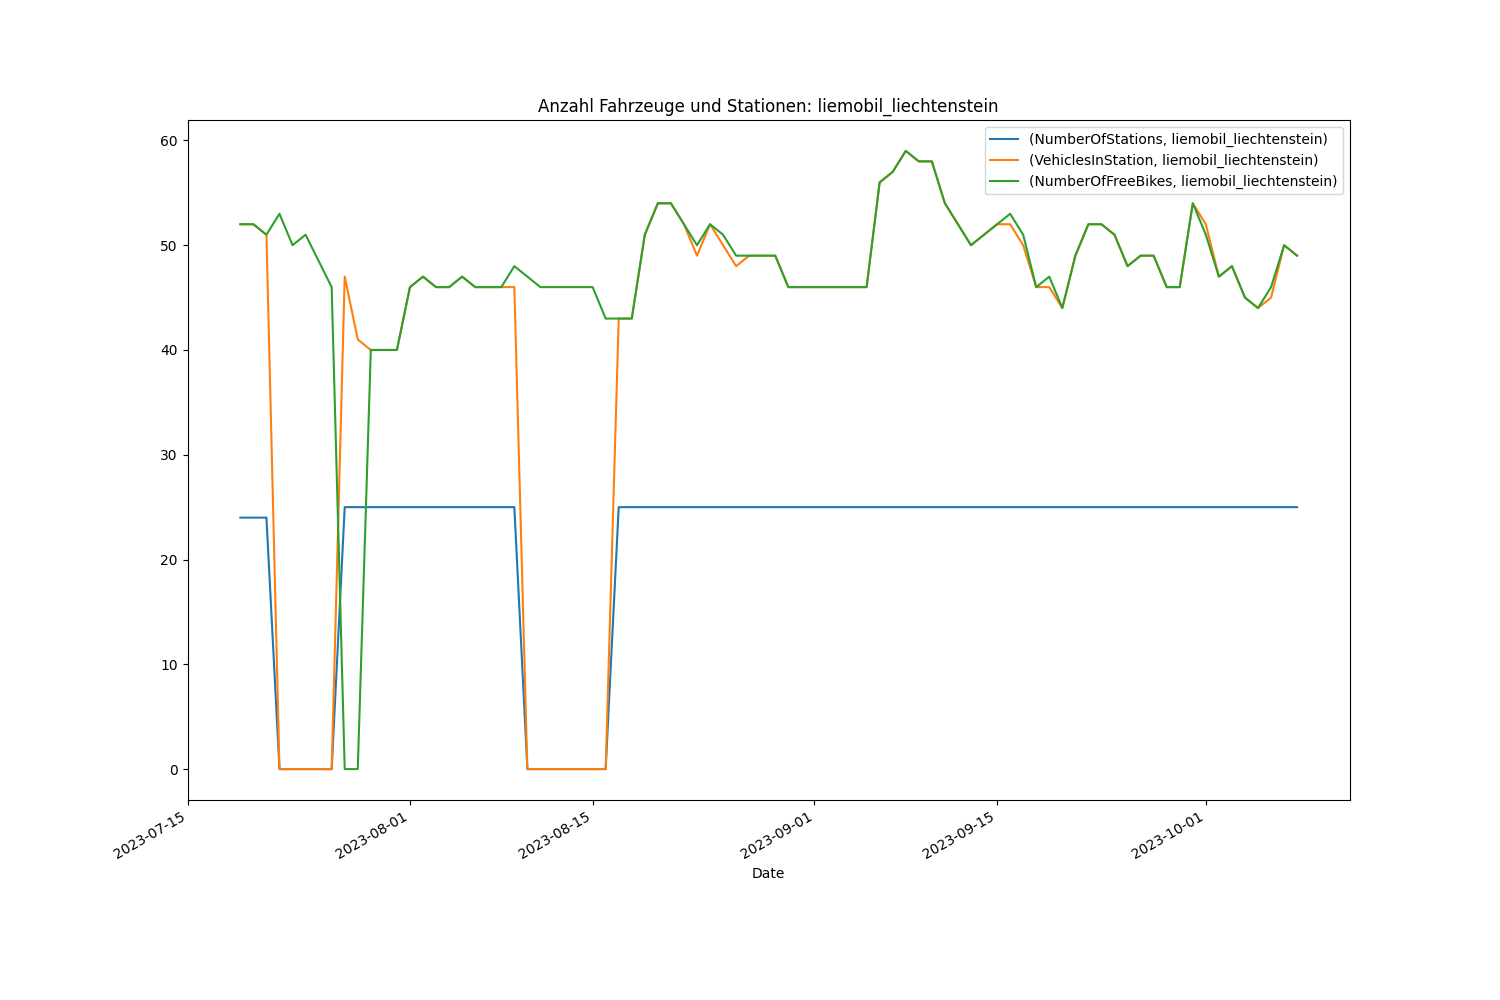 Anzahl Fahrzeuge und Stationen: liemobil_liechtenstein
(NumberOfStations, liemobil_liechtenstein)
(VehiclesInStation, liemobil_liechtenstein)
(NumberOfFreeBikes, liemobil_liechtenstein)
60
50
40
30
20
10
0
2023-07-15
2023-08-01
2023-08-15
2023-09-01
2023-09-15
2023-10-01
Date